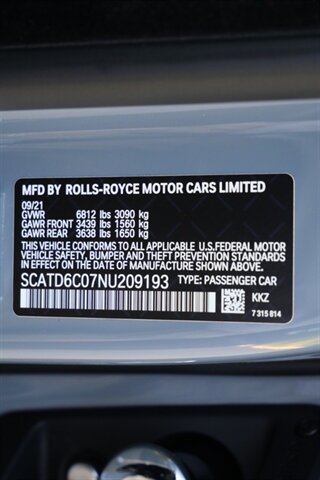 MFD BY ROLLS-ROYCE MOTOR CARS LIMITED
09/21
GVWR 6812 lbs 3090 kg
GAWR FRONT 3439 lbs 1560 kg
GAWR REAR 3638 lbs 1650 kg
THIS VEHICLE CONFORMS TO ALL APPLICABLE U.S.FEDERAL MOTOR
VEHICLE SAFETY, BUMPER AND THEFT PREVENTION STANDARDS
IN EFFECT ON THE DATE OF MANUFACTURE SHOWN ABOVE.
SCATD6C07NU209193 TYPE: PASSENGER CAR
KKZ
7 315 814